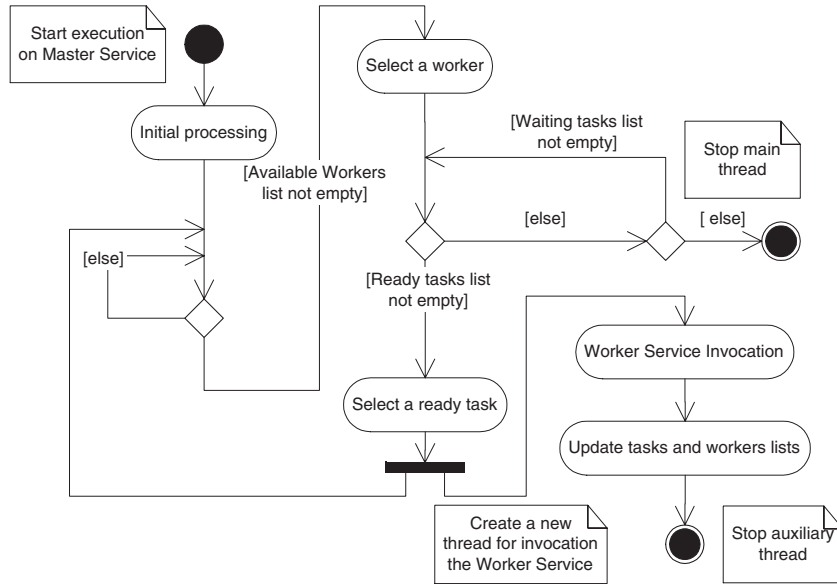 Start execution
on Master Service
Select a worker
Initial processing
[Waiting tasks list
not empty]
Stop main
thread
[Available Workers
list not empty]
[else]
[ else]
[else]
[Ready tasks list
not empty]
Worker Service Invocation
Select a ready task
Update tasks and workers lists
Create a new
thread for invocation
the Worker Service
Stop auxiliary
thread